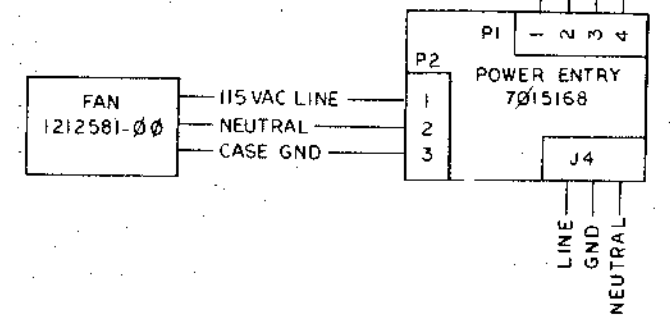 P1 1 2 3 4
P2
POWER ENTRY
7Ø15168
FAN
1212581-ØØ
115 VAC LINE 1
NEUTRAL 2
CASE GND 3
J4
LINE
GND
NEUTRAL